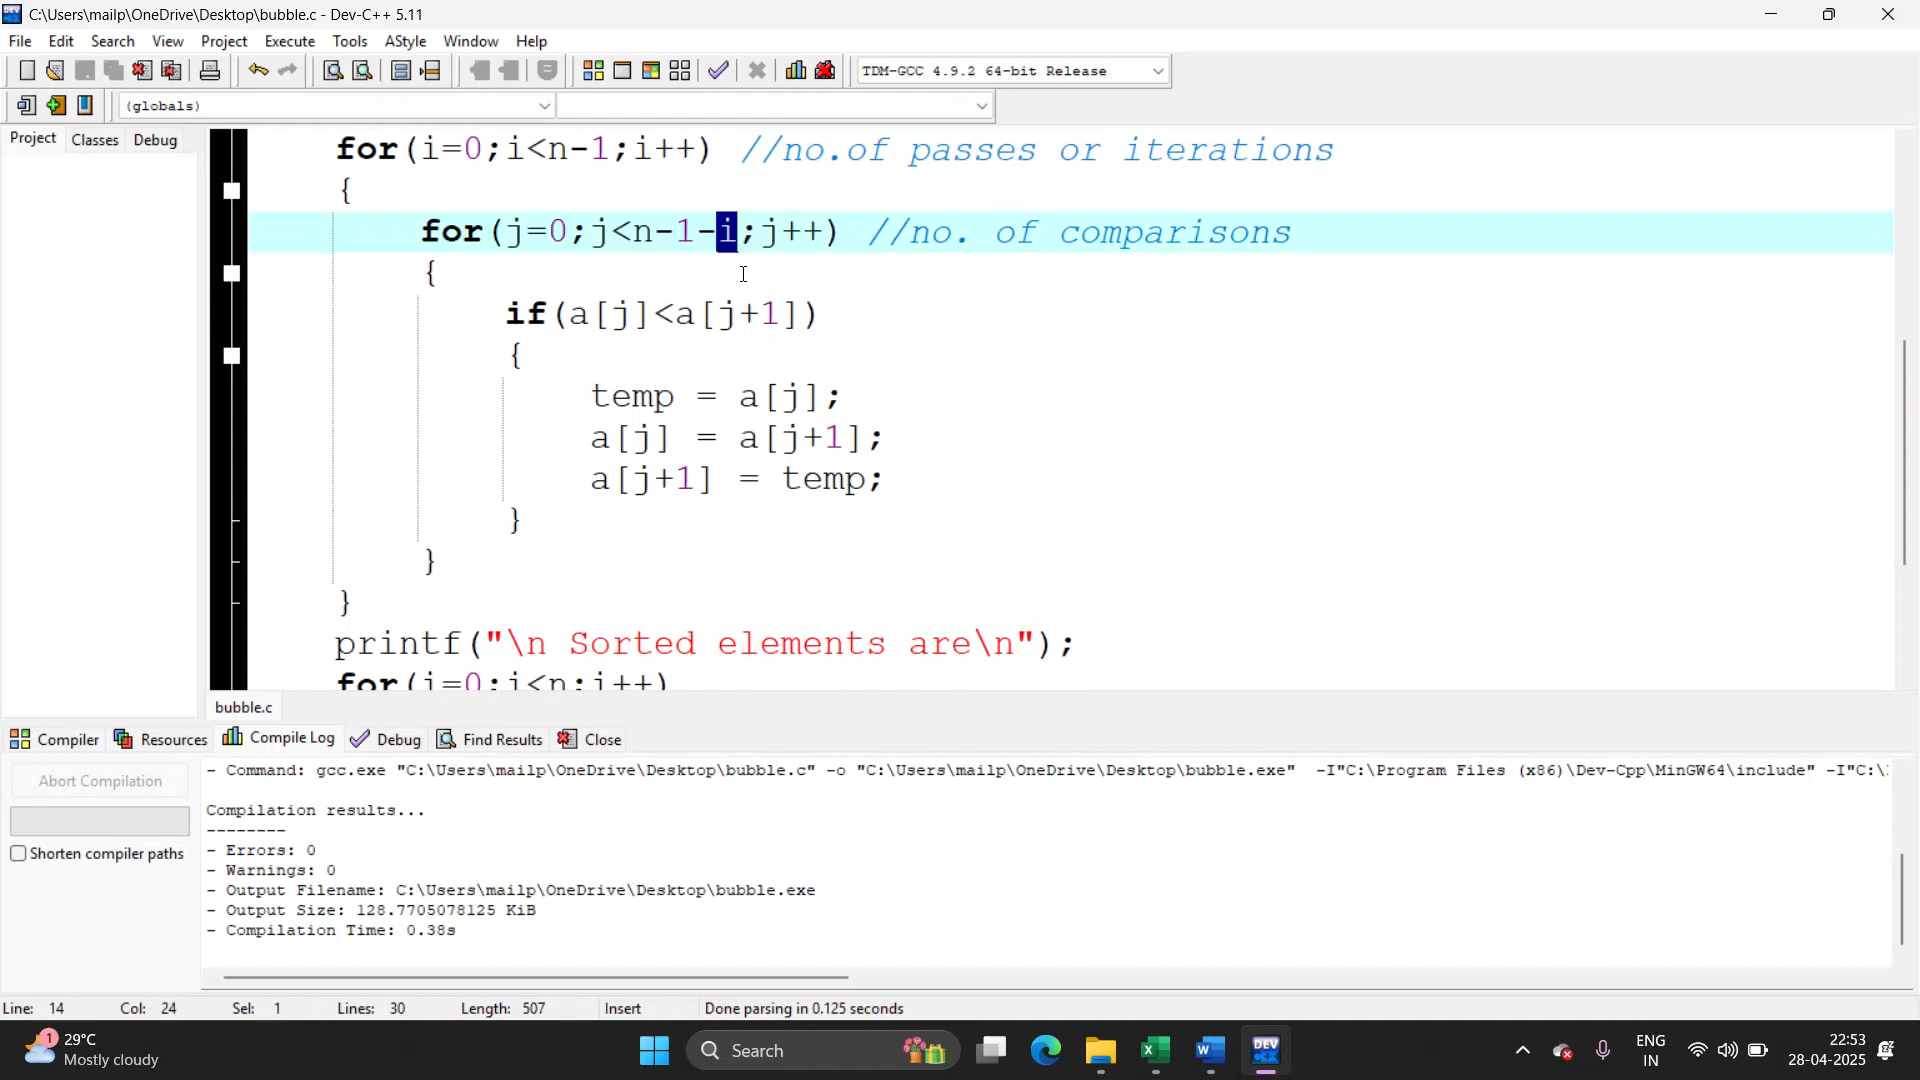 C:\Users\mailp\OneDrive\Desktop\bubble.c - Dev-C++ 5.11
File Edit Search View Project Execute Tools AStyle Window Help
TDM-GCC 4.9.2 64-bit Release
(globals)
Project Classes Debug
for(i=0;i<n-1;i++) //no.of passes or iterations
{
for(j=0;j<n-1-i;j++) //no. of comparisons
{
if(a[j]<a[j+1])
{
temp = a[j];
a[j] = a[j+1];
a[j+1] = temp;
}
}
}
printf("\n Sorted elements are\n");
for(i=0;i<n;i++)
bubble.c
Compiler Resources Compile Log Debug Find Results Close
Abort Compilation
Shorten compiler paths
- Command: gcc.exe "C:\Users\mailp\OneDrive\Desktop\bubble.c" -o "C:\Users\mailp\OneDrive\Desktop\bubble.exe" -I"C:\Program Files (x86)\Dev-Cpp\MinGW64\include" -I"C:\
Compilation results...
--------
- Errors: 0
- Warnings: 0
- Output Filename: C:\Users\mailp\OneDrive\Desktop\bubble.exe
- Output Size: 128.7705078125 KiB
- Compilation Time: 0.38s
Line: 14 Col: 24 Sel: 1 Lines: 30 Length: 507 Insert Done parsing in 0.125 seconds
1
29°C
Mostly cloudy
Search
DEV
ENG
IN
22:53
28-04-2025